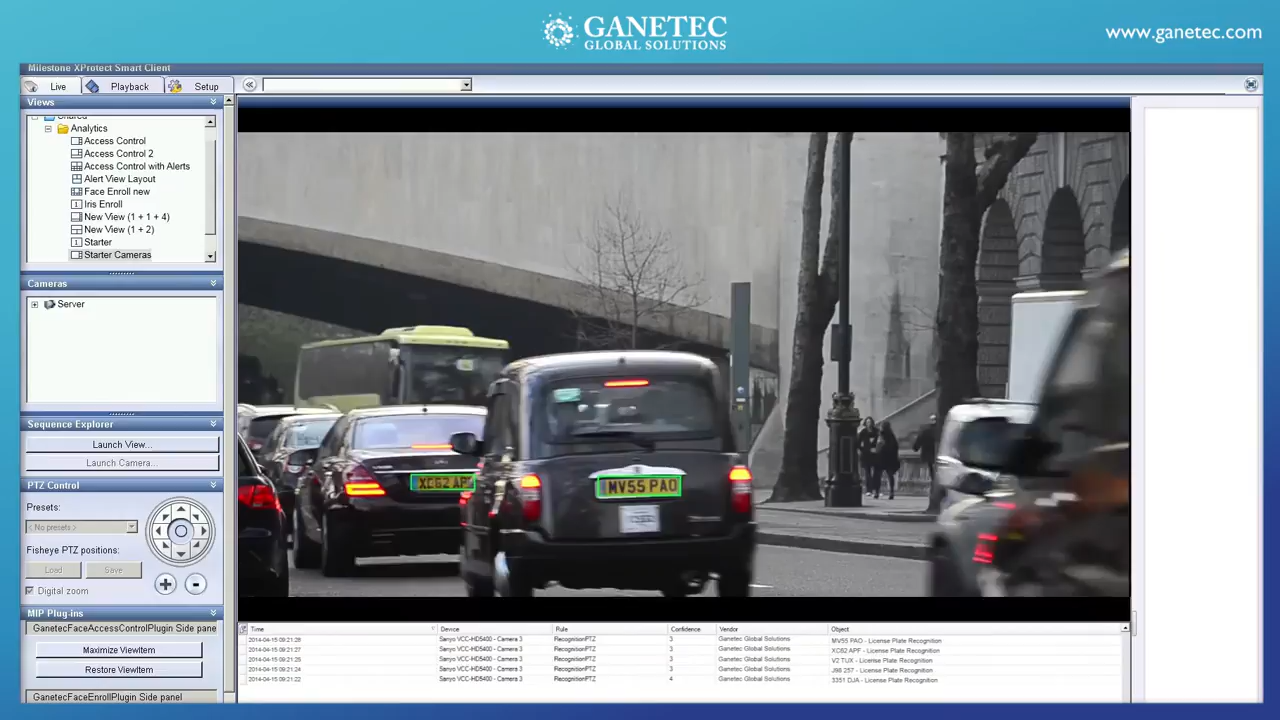 GANETEC
GLOBAL SOLUTIONS
www.ganetec.com
Milestone XProtect Smart Client
Live Playback Setup
Views
Shared
Analytics
Access Control
Access Control 2
Access Control with Alerts
Alert View Layout
Face Enroll new
Iris Enroll
New View (1 + 1 + 4)
New View (1 + 2)
Starter
Starter Cameras
Cameras
Server
Sequence Explorer
Launch View...
Launch Camera...
PTZ Control
Presets:
< No presets >
Fisheye PTZ positions:
Load Save
Digital zoom
MIP Plug-ins
GanetecFaceAccessControlPlugin Side pane
Maximize ViewItem
Restore ViewItem
GanetecFaceEnrollPlugin Side panel
XC62 APF
MV55 PAO
Time Device Rule Confidence Vendor Object
2014-04-15 09:21:28 Sanyo VCC-HD5400 - Camera 3 RecognitionPTZ 3 Ganetec Global Solutions MV55 PAO - License Plate Recognition
2014-04-15 09:21:27 Sanyo VCC-HD5400 - Camera 3 RecognitionPTZ 3 Ganetec Global Solutions XC62 APF - License Plate Recognition
2014-04-15 09:21:25 Sanyo VCC-HD5400 - Camera 3 RecognitionPTZ 3 Ganetec Global Solutions V2 TUX - License Plate Recognition
2014-04-15 09:21:24 Sanyo VCC-HD5400 - Camera 3 RecognitionPTZ 3 Ganetec Global Solutions J98 257 - License Plate Recognition
2014-04-15 09:21:22 Sanyo VCC-HD5400 - Camera 3 RecognitionPTZ 4 Ganetec Global Solutions 3351 DJA - License Plate Recognition